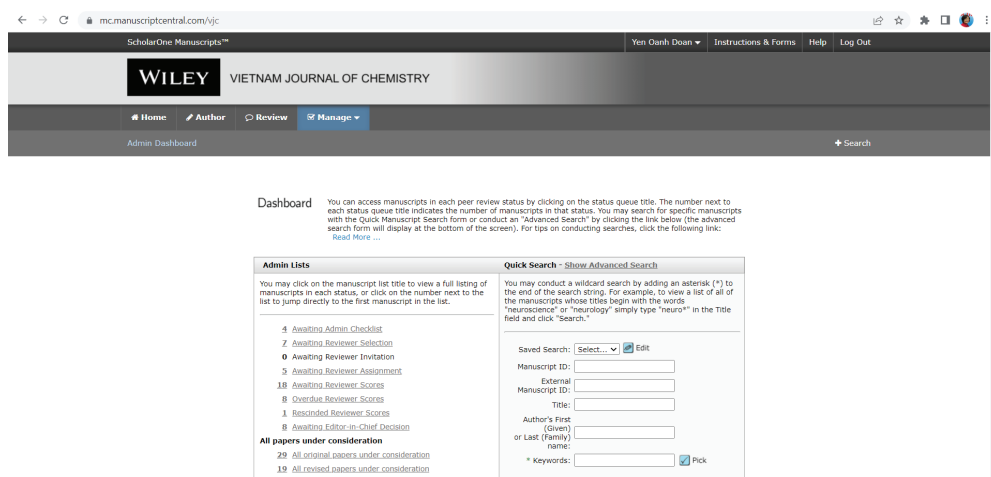 mc.manuscriptcentral.com/vjc
ScholarOne Manuscripts™
Yen Oanh Doan Instructions & Forms Help Log Out
WILEY VIETNAM JOURNAL OF CHEMISTRY
Home Author Review Manage
Admin Dashboard
+ Search
Dashboard
You can access manuscripts in each peer review status by clicking on the status queue title. The number next to
each status queue title indicates the number of manuscripts in that status. You may search for specific manuscripts
with the Quick Manuscript Search form or conduct an "Advanced Search" by clicking the link below (the advanced
search form will display at the bottom of the screen). For tips on conducting searches, click the following link:
Read More ...
Admin Lists
You may click on the manuscript list title to view a full listing of
manuscripts in each status, or click on the number next to the
list to jump directly to the first manuscript in the list.
4 Awaiting Admin Checklist
7 Awaiting Reviewer Selection
0 Awaiting Reviewer Invitation
5 Awaiting Reviewer Assignment
18 Awaiting Reviewer Scores
8 Overdue Reviewer Scores
1 Rescinded Reviewer Scores
8 Awaiting Editor-in-Chief Decision
All papers under consideration
29 All original papers under consideration
19 All revised papers under consideration
Quick Search - Show Advanced Search
You may conduct a wildcard search by adding an asterisk (*) to
the end of the search string. For example, to view a list of all of
the manuscripts whose titles begin with the words
"neuroscience" or "neurology" simply type "neuro*" in the Title
field and click "Search."
Saved Search: Select... Edit
Manuscript ID:
External
Manuscript ID:
Title:
Author's First
(Given)
or Last (Family)
name:
* Keywords: Pick